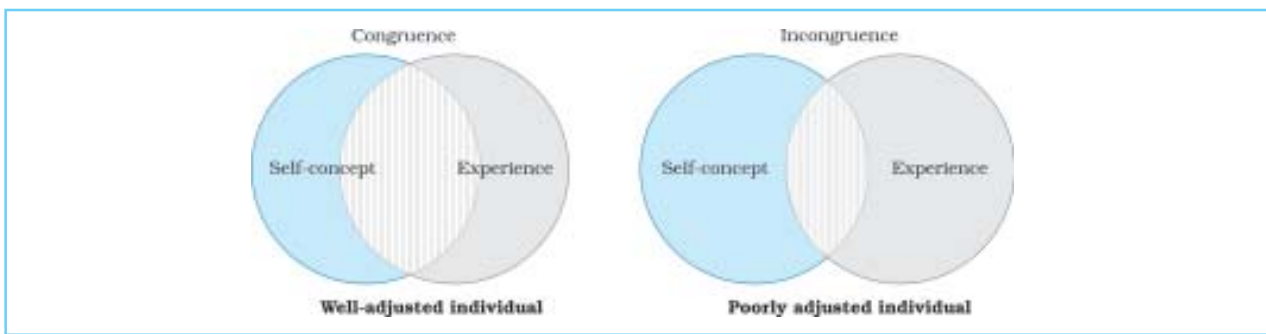 Congruence
Self-concept
Experience
Well-adjusted individual
Incongruence
Self-concept
Experience
Poorly adjusted individual